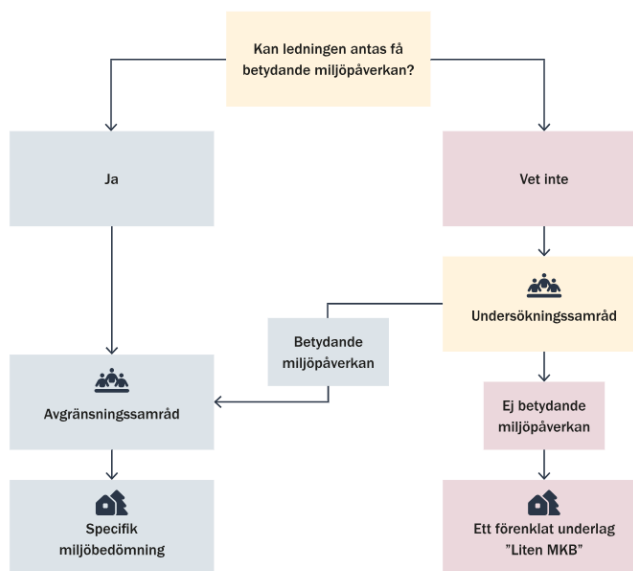 Kan ledningen antas få
betydande miljöpåverkan?
Ja
Vet inte
Undersökningssamråd
Betydande
miljöpåverkan
Avgränsningssamråd
Ej betydande
miljöpåverkan
Specifik
miljöbedömning
Ett förenklat underlag
"Liten MKB"